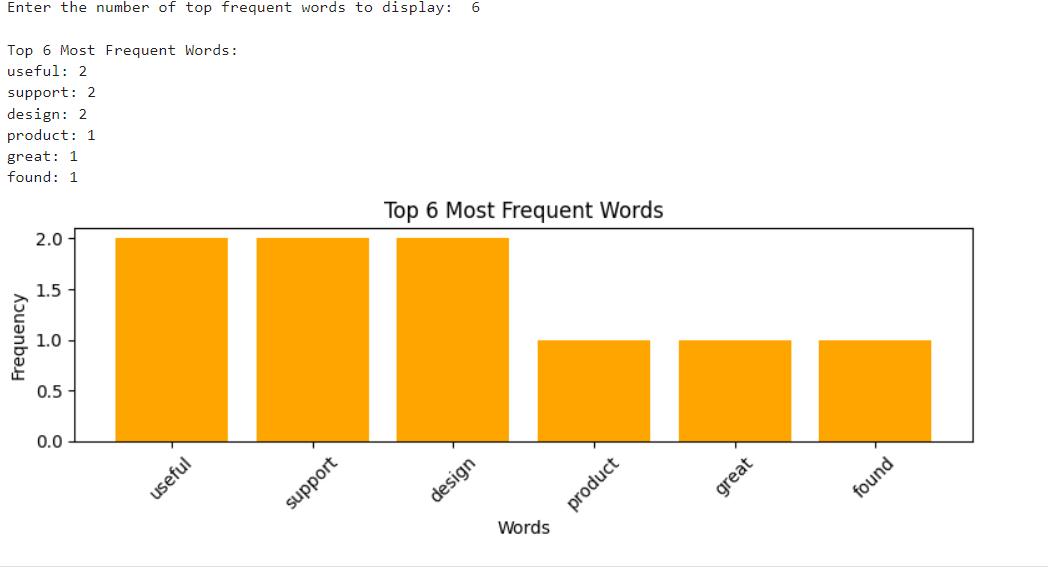 Enter the number of top frequent words to display:  6
Top 6 Most Frequent Words:
useful: 2
support: 2
design: 2
product: 1
great: 1
found: 1
Top 6 Most Frequent Words
2.0
1.5
1.0
0.5
0.0
Frequency
useful
support
design
product
great
found
Words